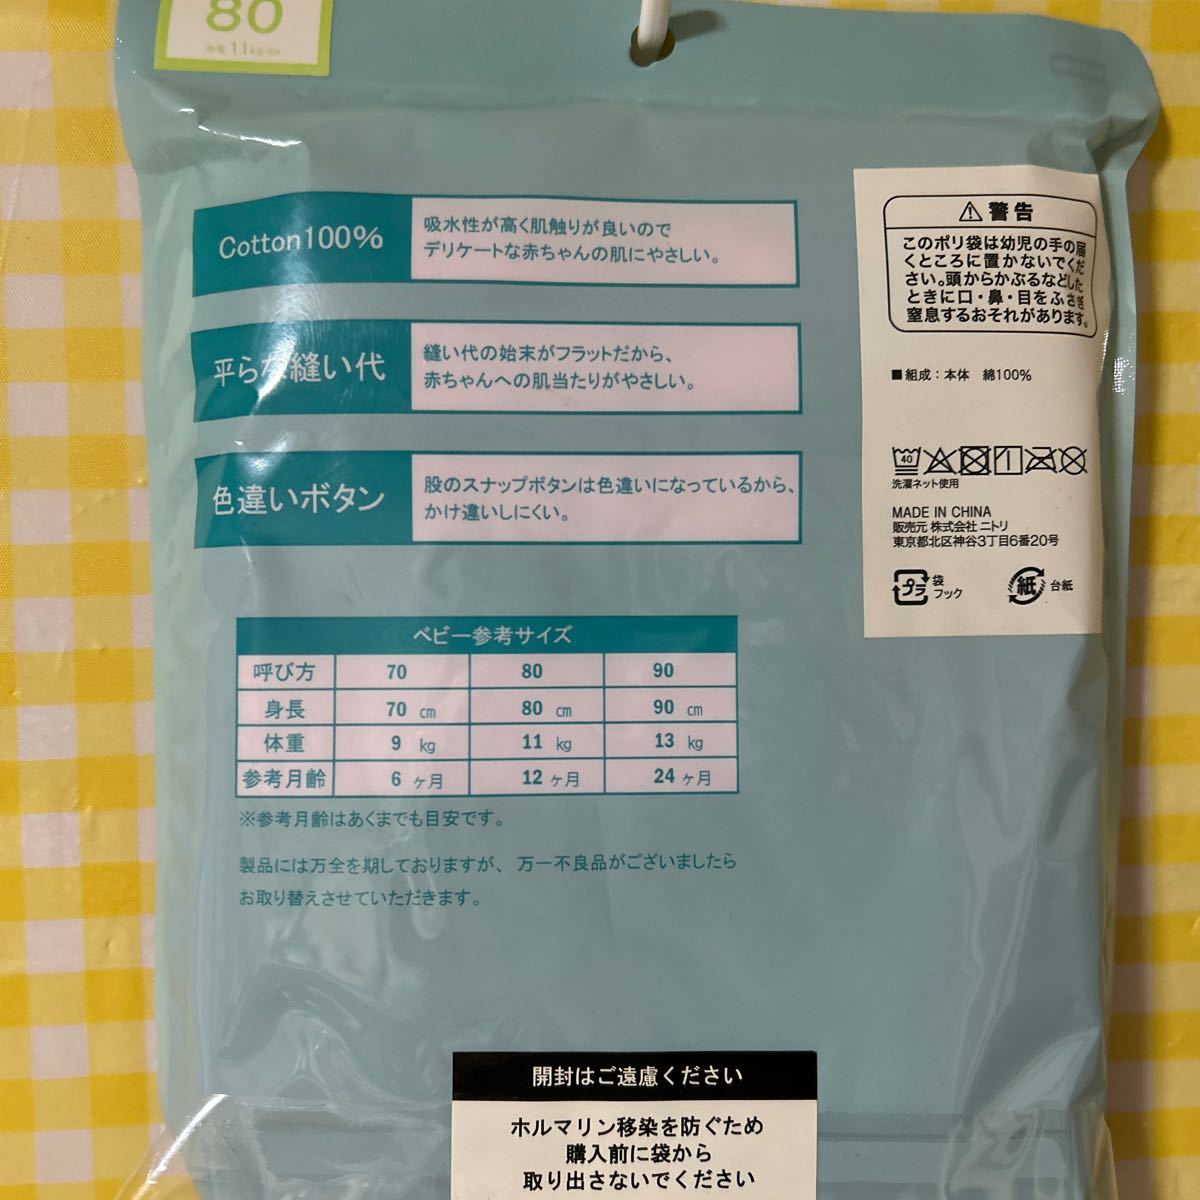 80
11kg
Cotton100%
吸水性が高く肌触りが良いので
デリケートな赤ちゃんの肌にやさしい。
平らな縫い代
縫い代の始末がフラットだから、
赤ちゃんへの肌当たりがやさしい。
色違いボタン
股のスナップボタンは色違いになっているから、
かけ違いしにくい。
ベビー参考サイズ
呼び方 70 80 90
身長 70 cm 80 cm 90 cm
体重 9 kg 11 kg 13 kg
参考月齢 6 ヶ月 12 ヶ月 24 ヶ月
※参考月齢はあくまでも目安です。
製品には万全を期しておりますが、万一不良品がございましたら
お取り替えさせていただきます。
⚠警告
このポリ袋は幼児の手の届
くところに置かないでくだ
さい。頭からかぶるなどした
ときに口・鼻・目をふさぎ
窒息するおそれがあります。
■組成：本体 綿100%
40
洗濯ネット使用
MADE IN CHINA
販売元 株式会社 ニトリ
東京都北区神谷3丁目6番20号
プラ 袋
フック
紙 台紙
開封はご遠慮ください
ホルマリン移染を防ぐため
購入前に袋から
取り出さないでください